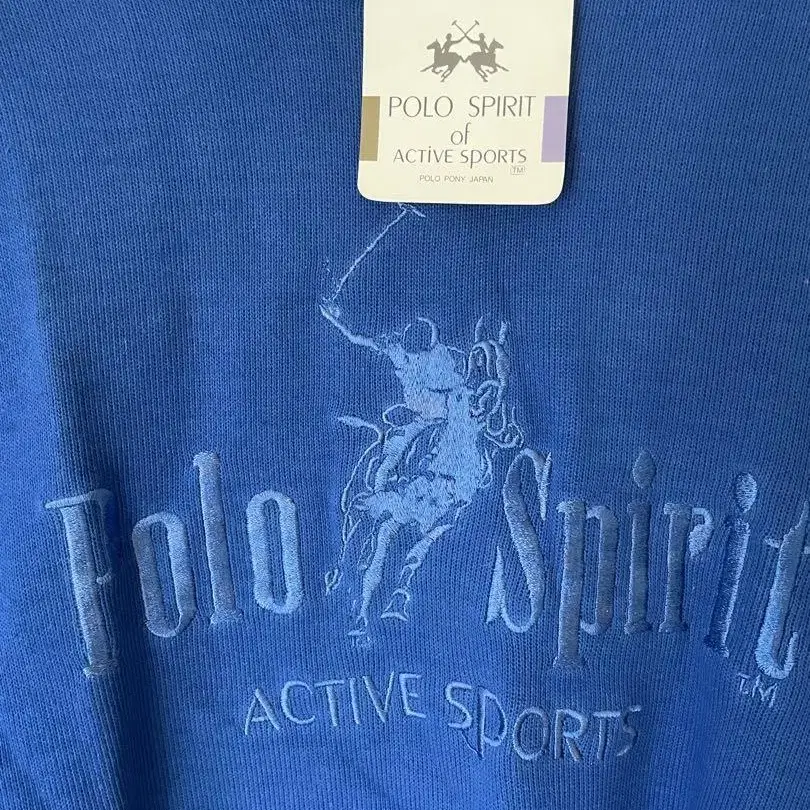 POLO SPIRIT
of
ACTIVE SPORTS
TM
POLO PONY JAPAN
Polo Spirit
TM
ACTIVE SPORTS